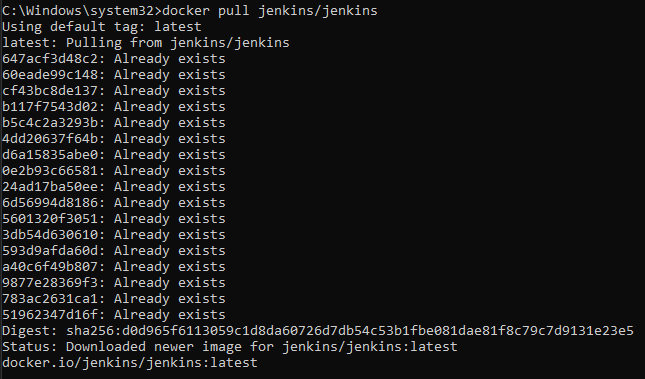 C:\Windows\system32>docker pull jenkins/jenkins
Using default tag: latest
latest: Pulling from jenkins/jenkins
647acf3d48c2: Already exists
60eade99c148: Already exists
cf43bc8de137: Already exists
b117f7543d02: Already exists
b5c4c2a3293b: Already exists
4dd20637f64b: Already exists
d6a15835abe0: Already exists
0e2b93c66581: Already exists
24ad17ba50ee: Already exists
6d56994d8186: Already exists
5601320f3051: Already exists
3db54d630610: Already exists
593d9afda60d: Already exists
a40c6f49b807: Already exists
9877e28369f3: Already exists
783ac2631ca1: Already exists
51962347d16f: Already exists
Digest: sha256:d0d965f6113059c1d8da60726d7db54c53b1fbe081dae81f8c79c7d9131e23e5
Status: Downloaded newer image for jenkins/jenkins:latest
docker.io/jenkins/jenkins:latest